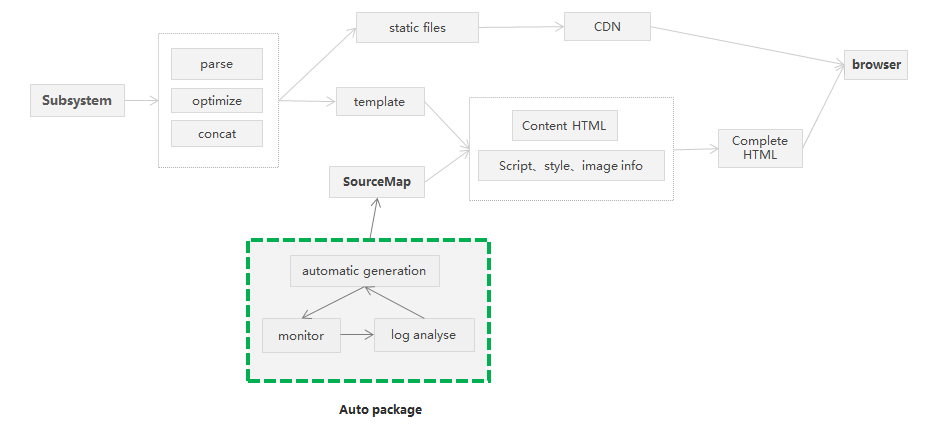 static files
CDN
browser
parse
Subsystem
optimize
template
concat
Content HTML
Complete
HTML
Script、style、image info
SourceMap
automatic generation
monitor
log analyse
Auto package